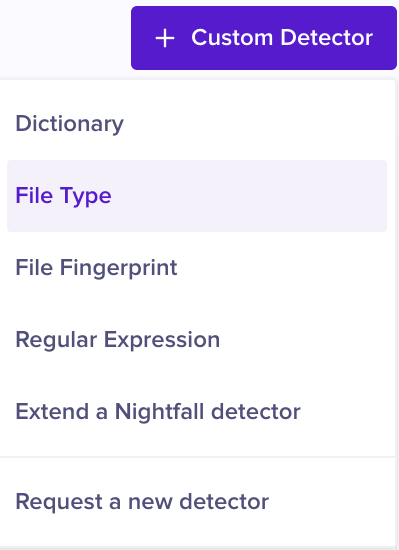 + Custom Detector
Dictionary
File Type
File Fingerprint
Regular Expression
Extend a Nightfall detector
Request a new detector